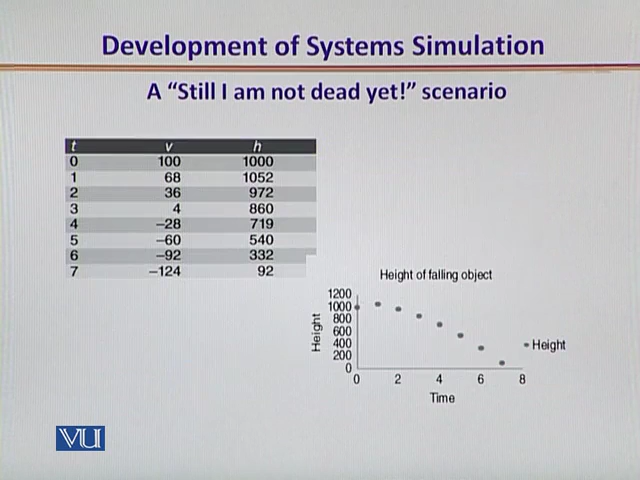 Development of Systems Simulation
A “Still I am not dead yet!” scenario
t v h
0 100 1000
1 68 1052
2 36 972
3 4 860
4 –28 719
5 –60 540
6 –92 332
7 –124 92
Height of falling object
1200
1000
800
600
400
200
0
Height
0 2 4 6 8
Time
Height
VU